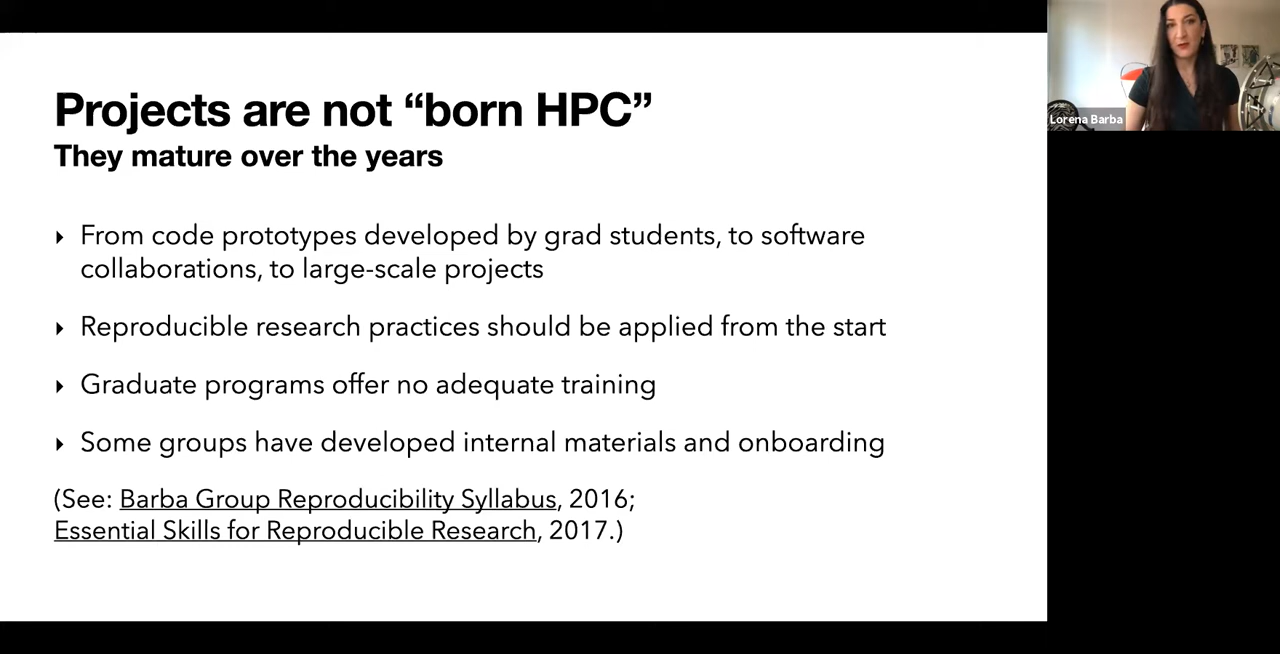 Projects are not “born HPC”
They mature over the years
‣ From code prototypes developed by grad students, to software
collaborations, to large-scale projects
‣ Reproducible research practices should be applied from the start
‣ Graduate programs offer no adequate training
‣ Some groups have developed internal materials and onboarding
(See: Barba Group Reproducibility Syllabus, 2016;
Essential Skills for Reproducible Research, 2017.)
Lorena Barba